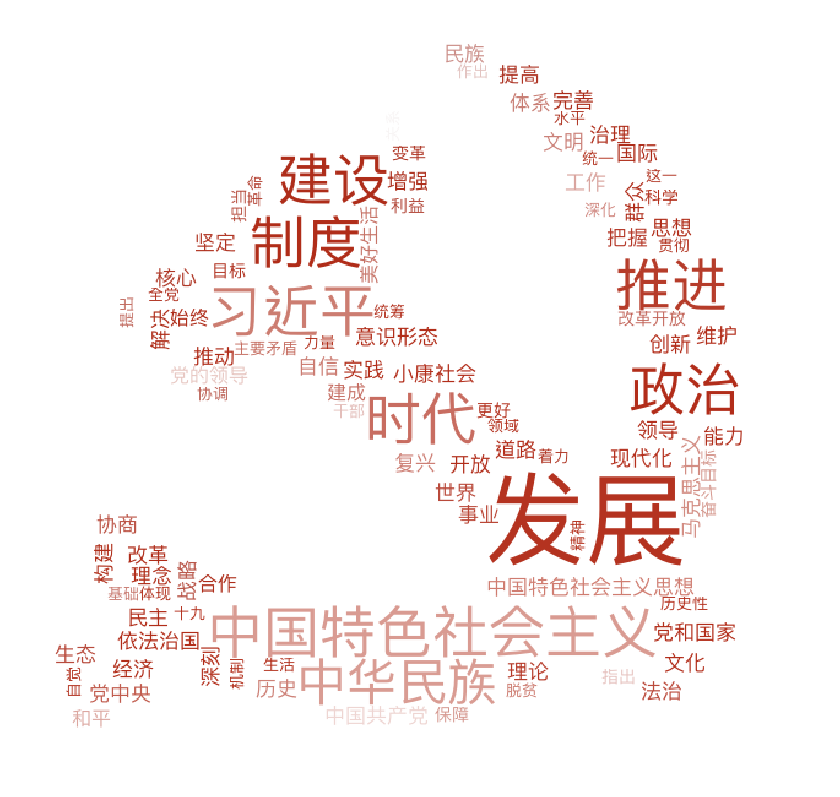 民族
作出
提高
体系
完善
水平
文明
治理
统一
国际
变革
建设
增强
工作
这一
科学
革命
担当
利益
深化
群众
坚定
制度
美好生活
把握
思想
贯彻
核心
目标
推进
全党
提出
习近平
统筹
解决
始终
改革开放
意识形态
维护
创新
推动
主要矛盾
力量
党的领导
自信
实践
小康社会
政治
协调
建成
干部
时代
更好
领域
领导
能力
复兴
开放
道路
着力
现代化
马克思主义
奋斗目标
世界
事业
发展
精神
协商
构建
改革
理念
战略
合作
中国特色社会主义思想
基础
体现
历史性
民主
十九
中国特色社会主义
党和国家
依法治国
生态
经济
深刻
机制
生活
中华民族
理论
文化
自觉
党中央
历史
脱贫
指出
法治
和平
中国共产党
保障